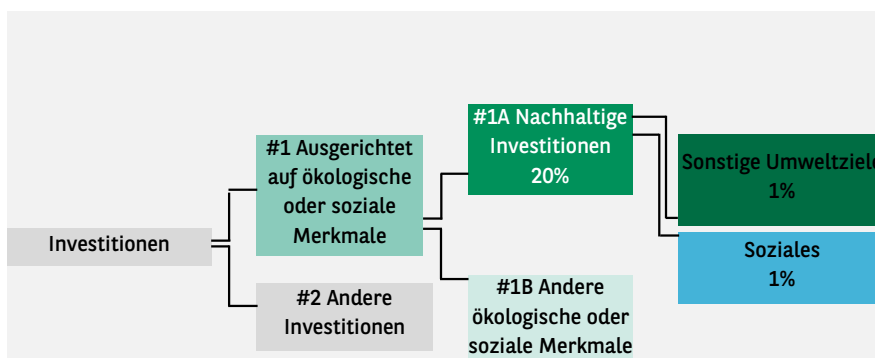 Investitionen
#1 Ausgerichtet
auf ökologische
oder soziale
Merkmale
#2 Andere
Investitionen
#1A Nachhaltige
Investitionen
20%
#1B Andere
ökologische oder
soziale Merkmale
Sonstige Umweltziele
1%
Soziales
1%